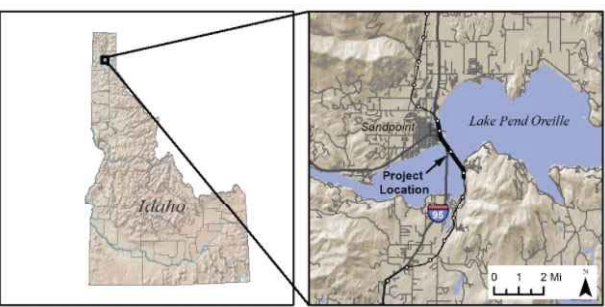 Idaho
Sandpoint
Lake Pend Oreille
Project
Location
95
N
0 1 2 Mi